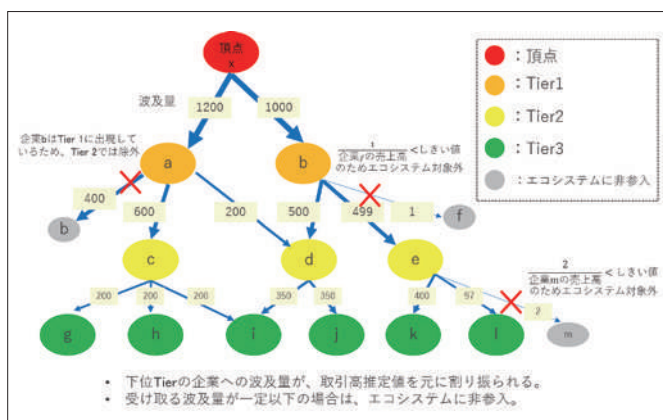 頂点
x
：頂点
：Tier1
：Tier2
：Tier3
：エコシステムに非参入
波及量
1200
1000
企業bはTier 1に出現して
いるため、Tier 2では除外
a
b
1
企業fの売上高
<しきい値
のためエコシステム対象外
400
600
200
500
499
1
b
f
c
d
e
2
企業mの売上高
<しきい値
のためエコシステム対象外
200
200
200
350
350
400
97
2
g
h
i
j
k
l
m
• 下位Tierの企業への波及量が、取引高推定値を元に割り振られる。
• 受け取る波及量が一定以下の場合は、エコシステムに非参入。